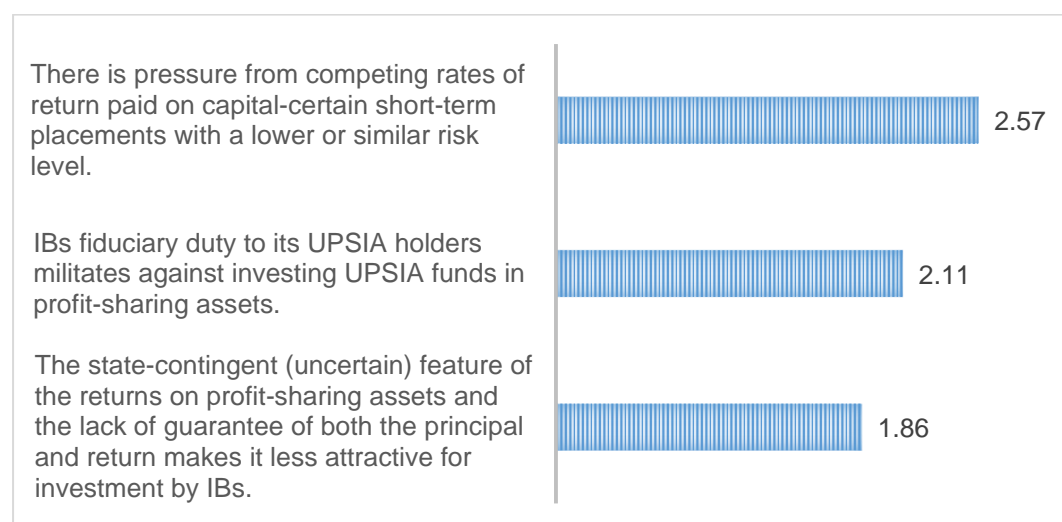 There is pressure from competing rates of
return paid on capital-certain short-term
placements with a lower or similar risk
level.
2.57
IBs fiduciary duty to its UPSIA holders
militates against investing UPSIA funds in
profit-sharing assets.
2.11
The state-contingent (uncertain) feature of
the returns on profit-sharing assets and
the lack of guarantee of both the principal
and return makes it less attractive for
investment by IBs.
1.86